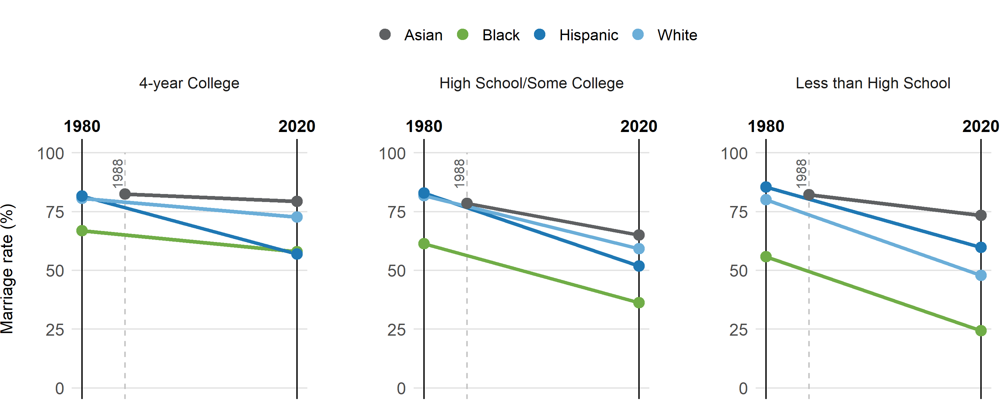 Asian Black Hispanic White
4-year College High School/Some College Less than High School
1980 2020 1980 2020 1980 2020
100 100 100
1988 1988 1988
75 75 75
50 50 50
25 25 25
0 0 0
Marriage rate (%)